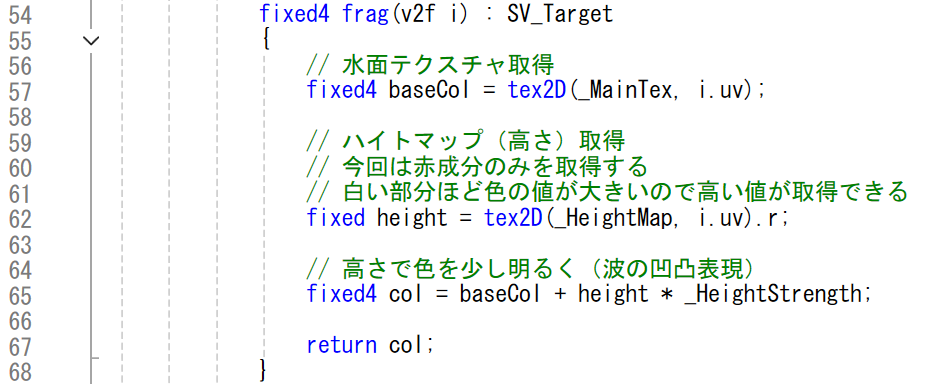 54 fixed4 frag(v2f i) : SV_Target
55 {
56 // 水面テクスチャ取得
57 fixed4 baseCol = tex2D(_MainTex, i.uv);
58
59 // ハイトマップ（高さ）取得
60 // 今回は赤成分のみを取得する
61 // 白い部分ほど色の値が大きいので高い値が取得できる
62 fixed height = tex2D(_HeightMap, i.uv).r;
63
64 // 高さで色を少し明るく（波の凹凸表現）
65 fixed4 col = baseCol + height * _HeightStrength;
66
67 return col;
68 }